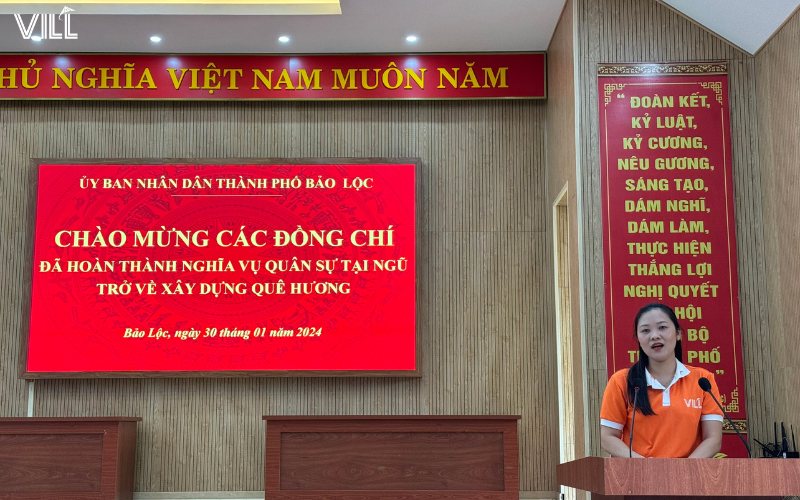 VILL
HỦ NGHĨA VIỆT NAM MUÔN NĂM
ỦY BAN NHÂN DÂN THÀNH PHỐ BẢO LỘC
CHÀO MỪNG CÁC ĐỒNG CHÍ
ĐÃ HOÀN THÀNH NGHĨA VỤ QUÂN SỰ TẠI NGŨ
TRỞ VỀ XÂY DỰNG QUÊ HƯƠNG
Bảo Lộc, ngày 30 tháng 01 năm 2024
“ ĐOÀN KẾT,
KỶ LUẬT,
KỶ CƯƠNG,
NÊU GƯƠNG,
SÁNG TẠO,
DÁM NGHĨ,
DÁM LÀM,
THỰC HIỆN
THẮNG LỢI
NGHỊ QUYẾT
HỘI
BỘ
PHỐ
”
VILL